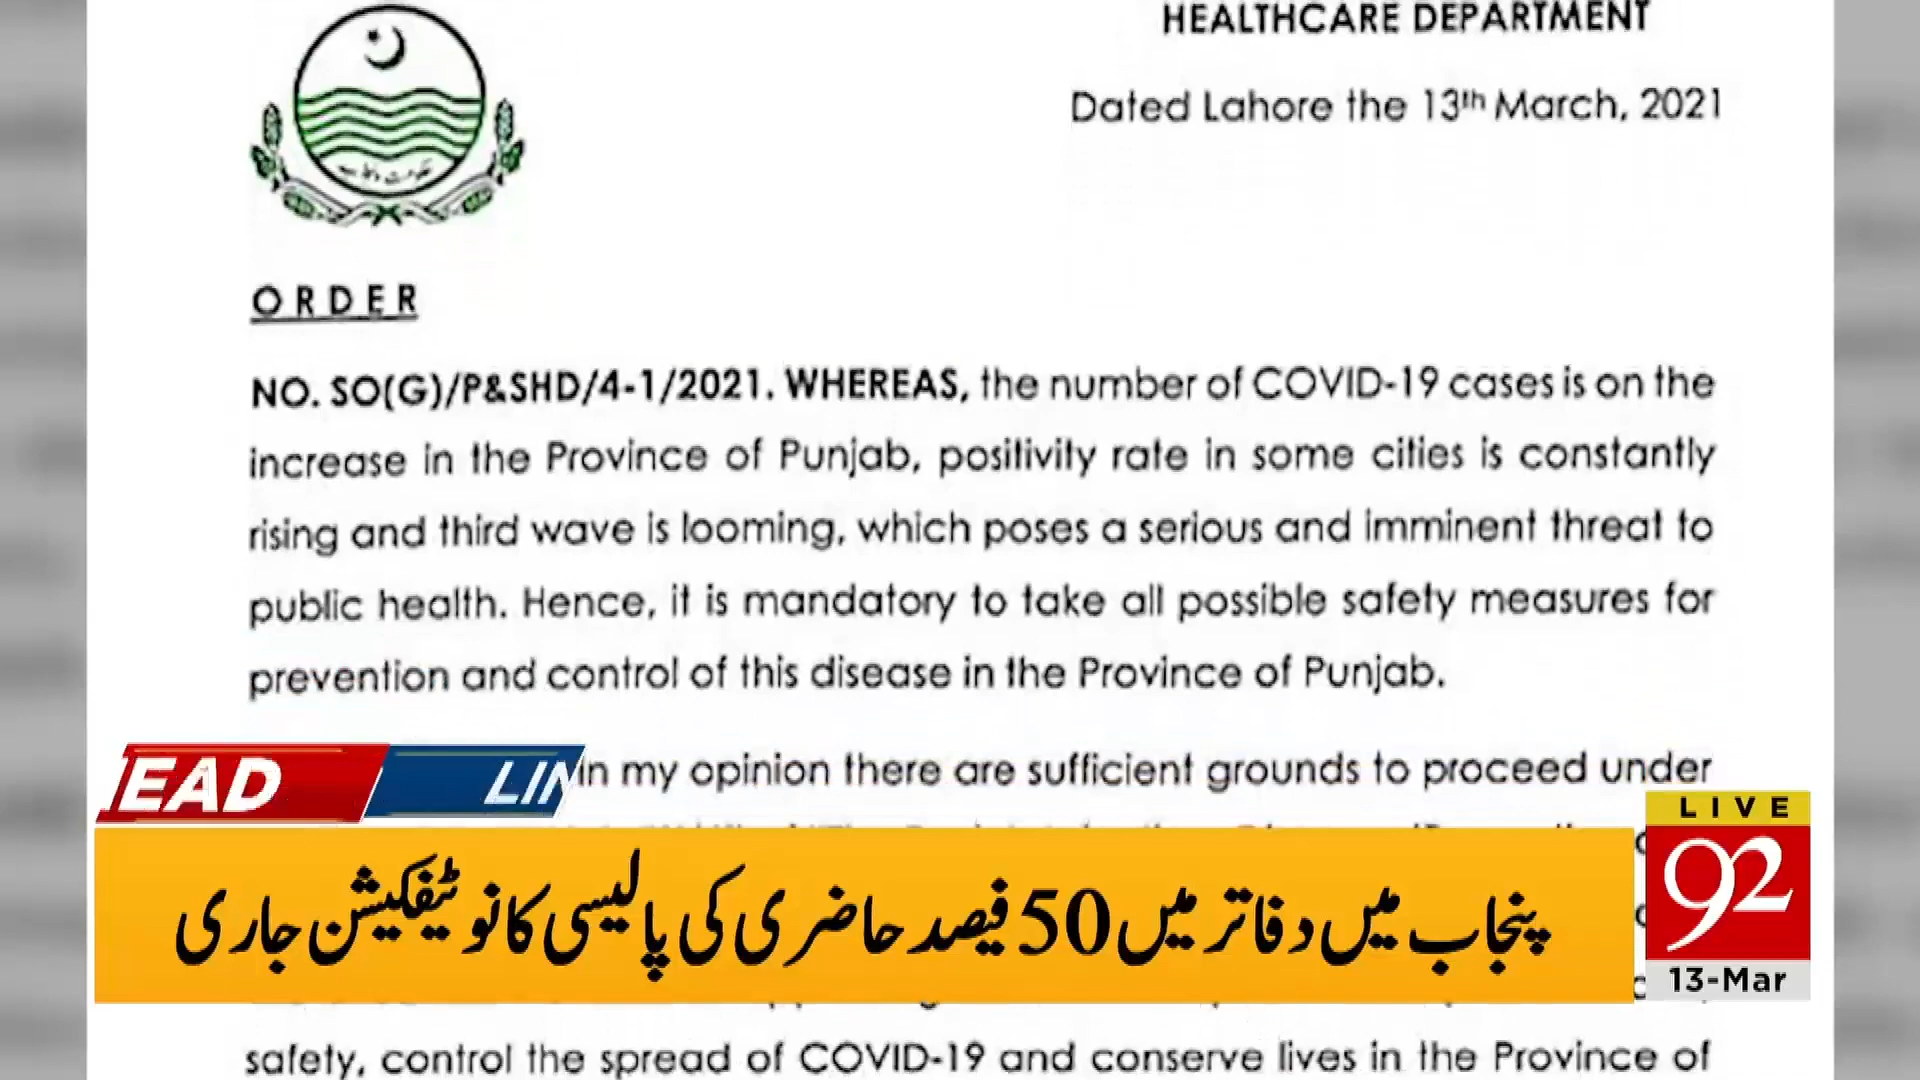 HEALTHCARE DEPARTMENT
Dated Lahore the 13th March, 2021
ORDER
NO. SO(G)/P&SHD/4-1/2021. WHEREAS, the number of COVID-19 cases is on the
increase in the Province of Punjab, positivity rate in some cities is constantly
rising and third wave is looming, which poses a serious and imminent threat to
public health. Hence, it is mandatory to take all possible safety measures for
prevention and control of this disease in the Province of Punjab.
in my opinion there are sufficient grounds to proceed under
EAD LIN
LIVE
92
13-Mar
پنجاب میں دفاتر میں 50 فیصد حاضری کی پالیسی کا نوٹیفکیشن جاری
safety, control the spread of COVID-19 and conserve lives in the Province of